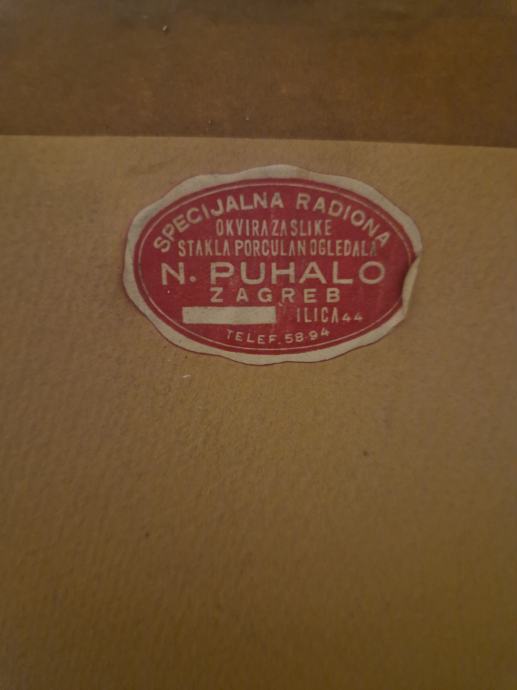 SPECIJALNA RADIONA
OKVIRA ZA SLIKE
STAKLA PORCULAN OGLEDALA
N. PUHALO
ZAGREB
ILICA 44
TELEF. 58-94